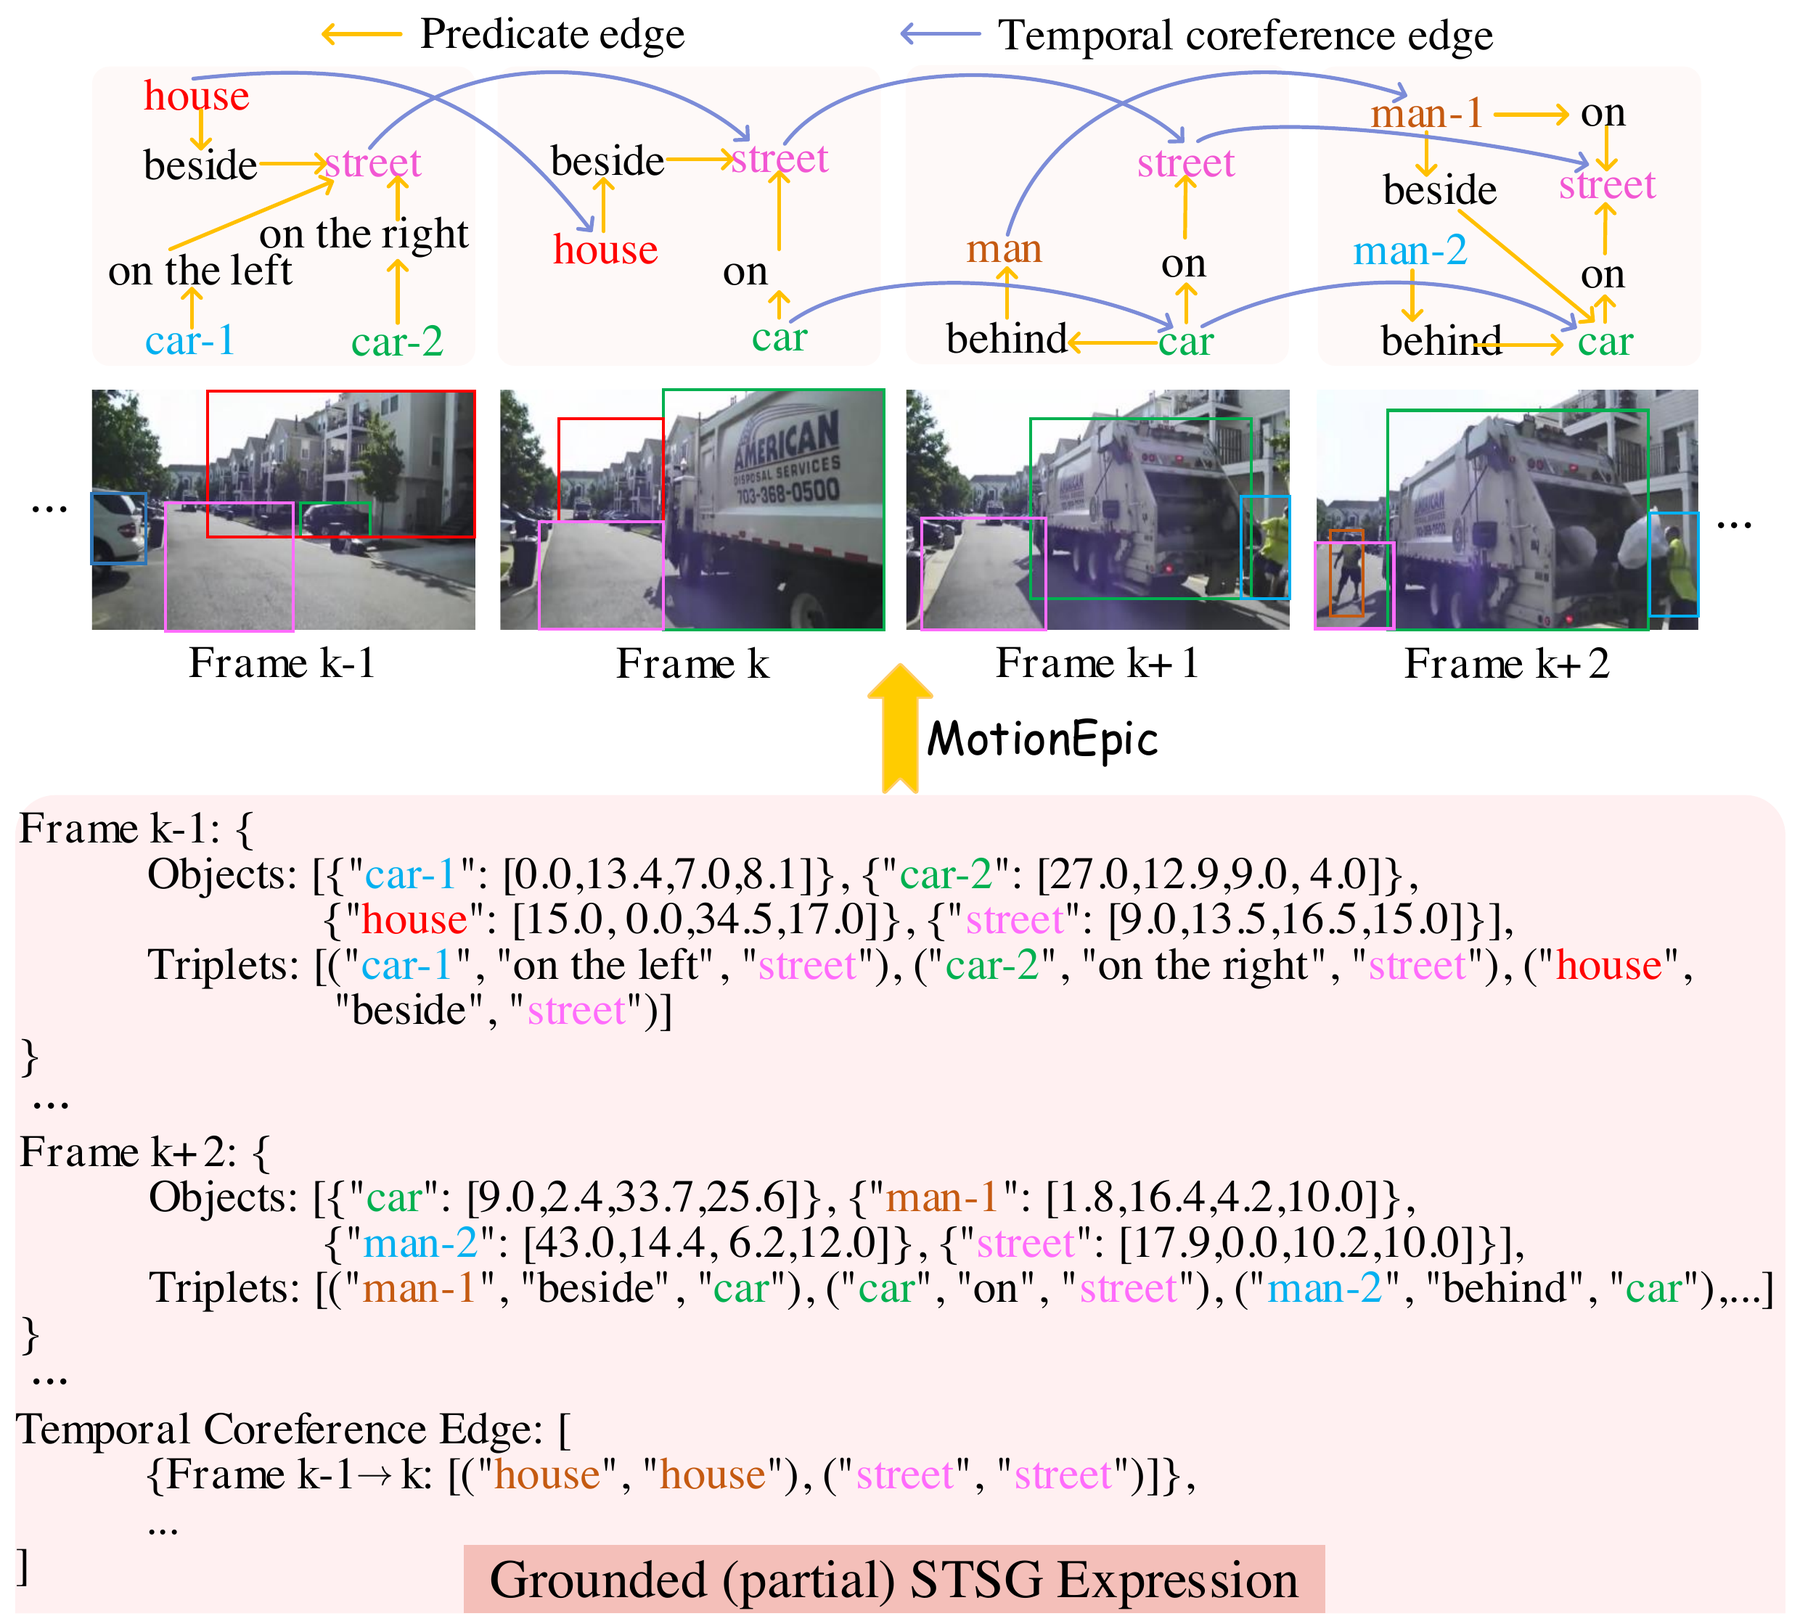 Predicate edge
Temporal coreference edge
house
beside
street
on the right
on the left
car-1
car-2
beside
street
house
on
car
street
man
on
behind
car
man-1
on
beside
street
man-2
on
behind
car
...
AMERICAN
DISPOSAL SERVICES
703-368-0500
...
Frame k-1
Frame k
Frame k+1
Frame k+2
MotionEpic
Frame k-1: {
Objects: [{"car-1": [0.0,13.4,7.0,8.1]}, {"car-2": [27.0,12.9,9.0, 4.0]},
{"house": [15.0, 0.0,34.5,17.0]}, {"street": [9.0,13.5,16.5,15.0]}],
Triplets: [("car-1", "on the left", "street"), ("car-2", "on the right", "street"), ("house",
"beside", "street")]
}
...
Frame k+2: {
Objects: [{"car": [9.0,2.4,33.7,25.6]}, {"man-1": [1.8,16.4,4.2,10.0]},
{"man-2": [43.0,14.4, 6.2,12.0]}, {"street": [17.9,0.0,10.2,10.0]}],
Triplets: [("man-1", "beside", "car"), ("car", "on", "street"), ("man-2", "behind", "car"),...]
}
...
Temporal Coreference Edge: [
{Frame k-1→k: [("house", "house"), ("street", "street")]},
...
]
Grounded (partial) STSG Expression